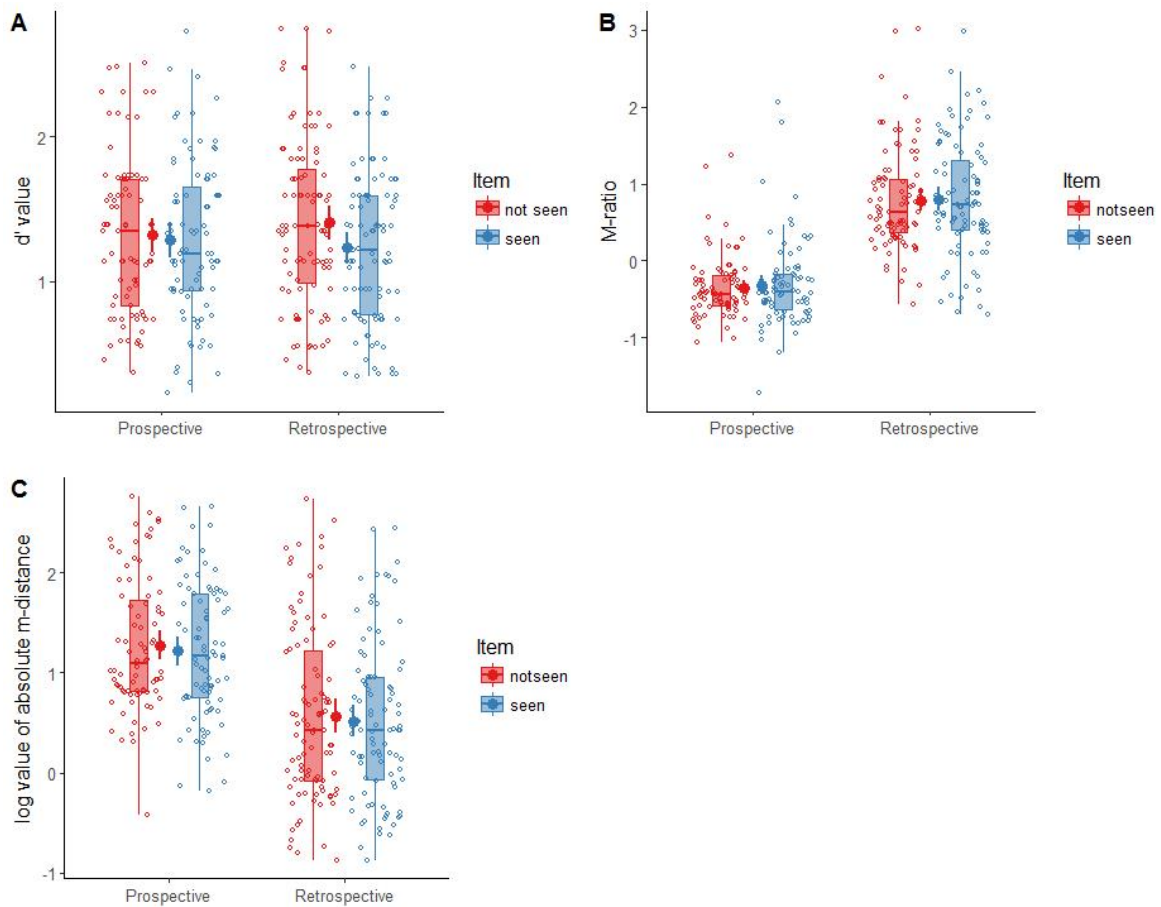 A
d' value
2
1
Prospective
Retrospective
Item
not seen
seen
B
M-ratio
3
2
1
0
-1
Prospective
Retrospective
Item
notseen
seen
C
log value of absolute m-distance
2
1
0
-1
Prospective
Retrospective
Item
notseen
seen